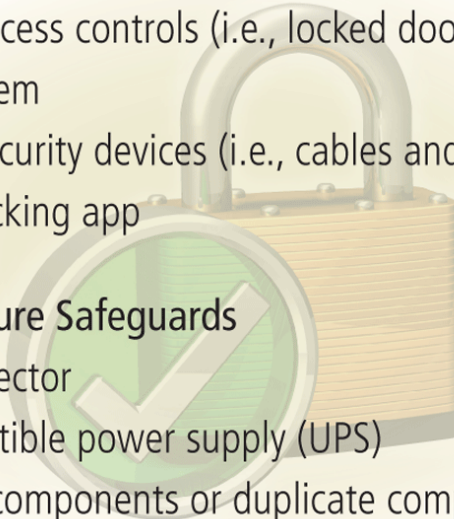 cess controls (i.e., locked doo
em
curity devices (i.e., cables and
cking app
ure Safeguards
ector
tible power supply (UPS)
components or duplicate com